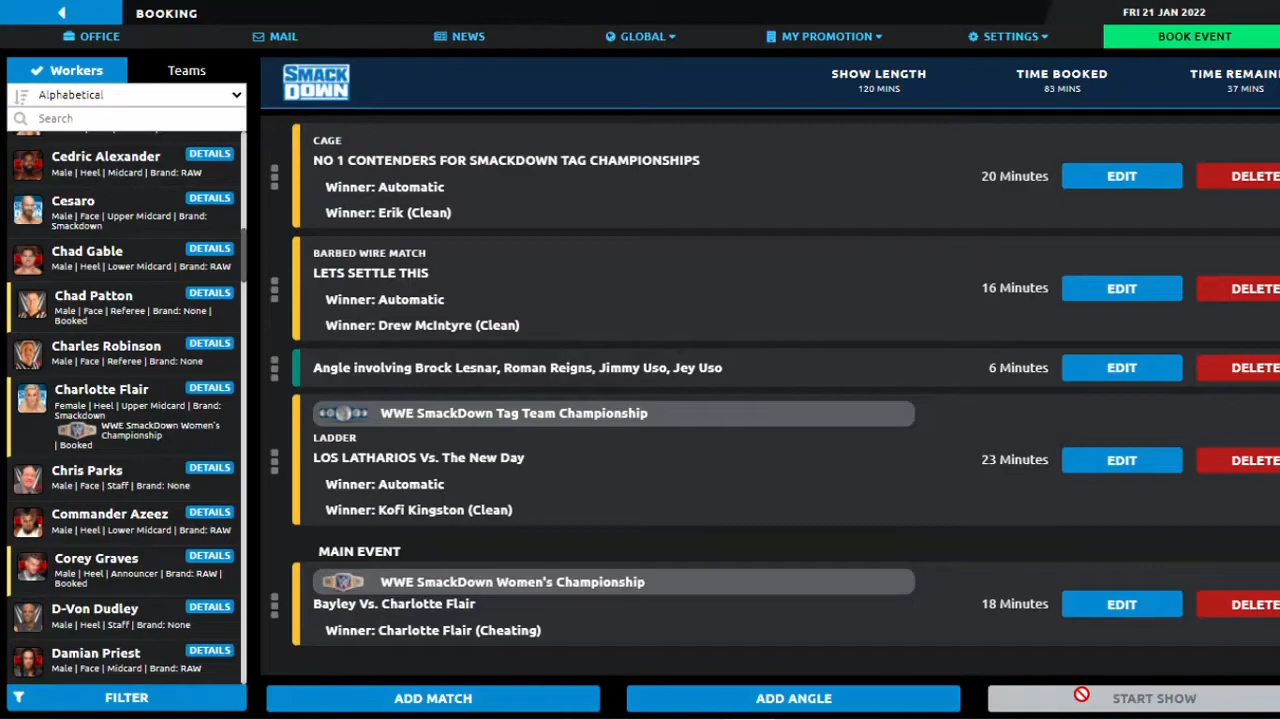 BOOKING
FRI 21 JAN 2022
OFFICE
MAIL
NEWS
GLOBAL
MY PROMOTION
SETTINGS
BOOK EVENT
Workers
Teams
Alphabetical
Search
Cedric Alexander
DETAILS
Male | Heel | Midcard | Brand: RAW
Cesaro
DETAILS
Male | Face | Upper Midcard | Brand:
Smackdown
Chad Gable
DETAILS
Male | Heel | Lower Midcard | Brand: RAW
Chad Patton
DETAILS
Male | Face | Referee | Brand: None |
Booked
Charles Robinson
DETAILS
Male | Face | Referee | Brand: None
Charlotte Flair
DETAILS
Female | Heel | Upper Midcard | Brand:
Smackdown
WWE SmackDown Women's
Championship
| Booked
Chris Parks
DETAILS
Male | Face | Staff | Brand: None
Commander Azeez
DETAILS
Male | Heel | Lower Midcard | Brand: RAW
Corey Graves
DETAILS
Male | Heel | Announcer | Brand: RAW |
Booked
D-Von Dudley
DETAILS
Male | Heel | Staff | Brand: None
Damian Priest
DETAILS
Male | Face | Midcard | Brand: RAW
FILTER
SMACK
DOWN
SHOW LENGTH
120 MINS
TIME BOOKED
83 MINS
TIME REMAIN
37 MINS
CAGE
NO 1 CONTENDERS FOR SMACKDOWN TAG CHAMPIONSHIPS
Winner: Automatic
Winner: Erik (Clean)
20 Minutes
EDIT
DELETE
BARBED WIRE MATCH
LETS SETTLE THIS
Winner: Automatic
Winner: Drew McIntyre (Clean)
16 Minutes
EDIT
DELETE
Angle involving Brock Lesnar, Roman Reigns, Jimmy Uso, Jey Uso
6 Minutes
EDIT
DELETE
WWE SmackDown Tag Team Championship
LADDER
LOS LATHARIOS Vs. The New Day
Winner: Automatic
Winner: Kofi Kingston (Clean)
23 Minutes
EDIT
DELETE
MAIN EVENT
WWE SmackDown Women's Championship
Bayley Vs. Charlotte Flair
Winner: Charlotte Flair (Cheating)
18 Minutes
EDIT
DELETE
ADD MATCH
ADD ANGLE
START SHOW